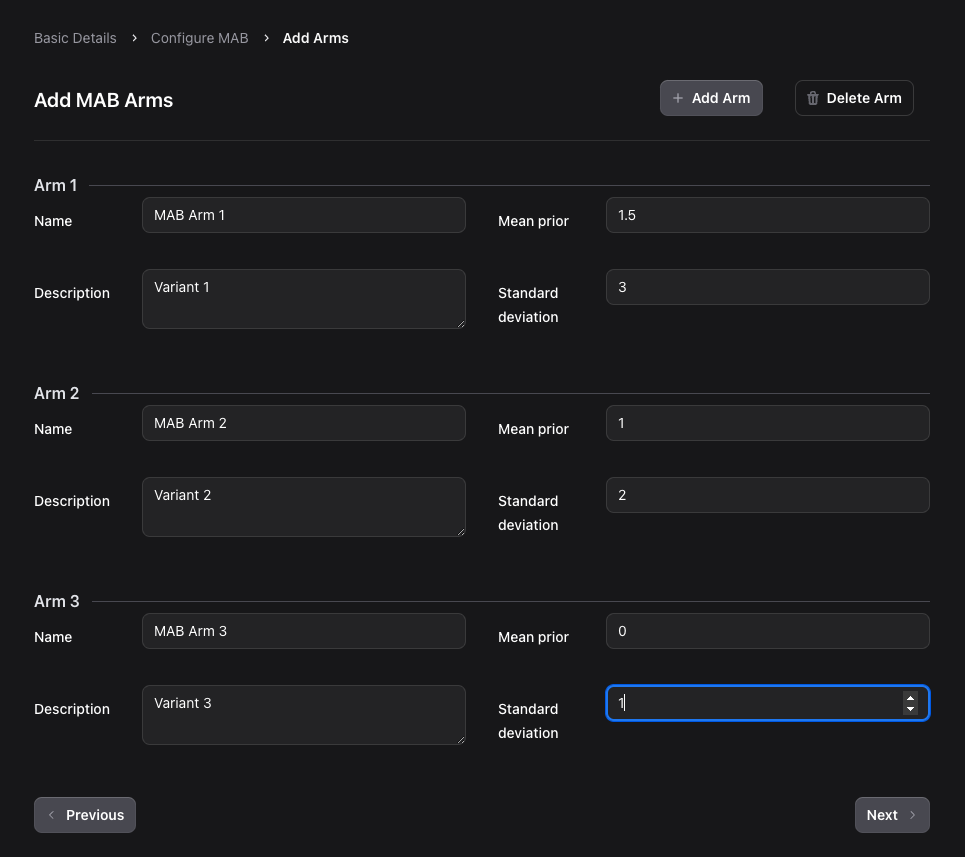 Basic Details > Configure MAB > Add Arms
Add MAB Arms
+ Add Arm
Delete Arm
Arm 1
Name
MAB Arm 1
Mean prior
1.5
Description
Variant 1
Standard
deviation
3
Arm 2
Name
MAB Arm 2
Mean prior
1
Description
Variant 2
Standard
deviation
2
Arm 3
Name
MAB Arm 3
Mean prior
0
Description
Variant 3
Standard
deviation
1
Previous
Next